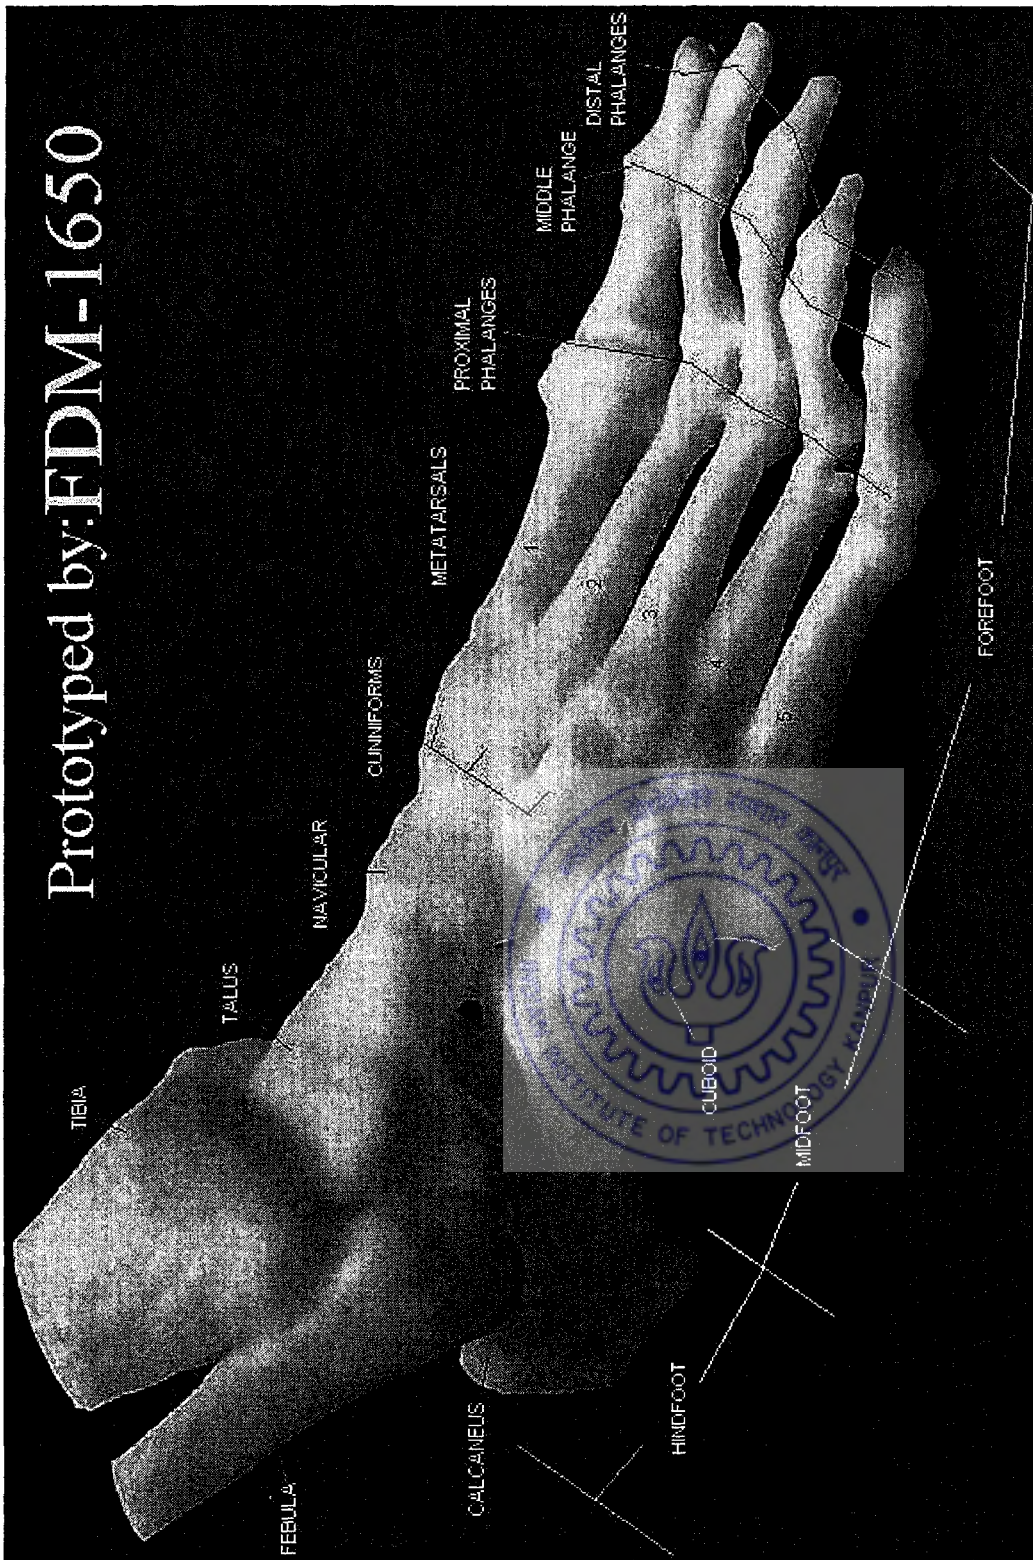 Prototyped by:FDM-1650
TIBIA
TALUS
NAVICULAR
CUNNIFORMS
METATARSALS
PROXIMAL
PHALANGES
MIDDLE
PHALANGE
DISTAL
PHALANGES
1
2
3
4
5
FEBULA
CALCANEUS
HINDFOOT
MIDFOOT
CUBOID
FOREFOOT
INSTITUTE OF TECHNOLOGY KANPUR